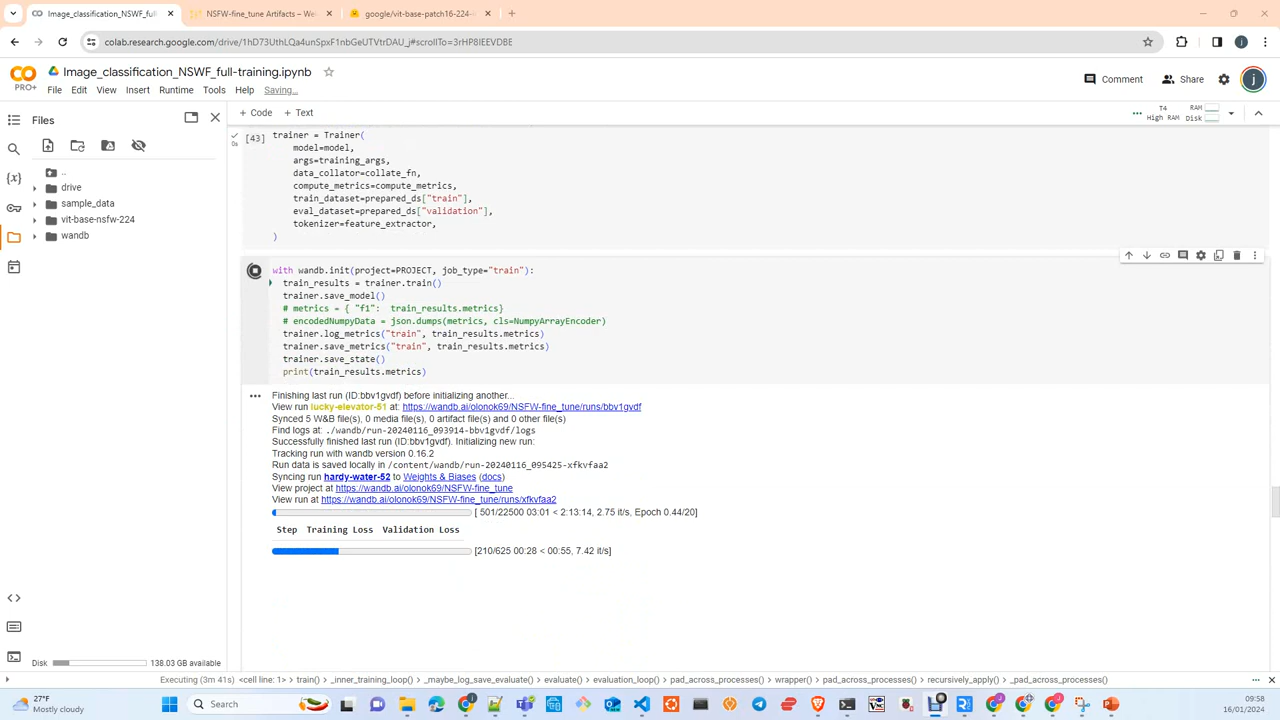 Image_classification_NSWF_full-
NSFW-fine_tune Artifacts – We
google/vit-base-patch16-224-
colab.research.google.com/drive/1hD73UthLQa4unSpxF1nbGeUTVtrDAU_j#scrollTo=3rHP8IEEVDBE
j
PRO+
Image_classification_NSWF_full-training.ipynb
Comment
Share
j
File Edit View Insert Runtime Tools Help Saving...
Files
+ Code + Text
T4
High RAM
RAM
Disk
..
drive
sample_data
vit-base-nsfw-224
wandb
{x}
[43]
0s
trainer = Trainer(
model=model,
args=training_args,
data_collator=collate_fn,
compute_metrics=compute_metrics,
train_dataset=prepared_ds["train"],
eval_dataset=prepared_ds["validation"],
tokenizer=feature_extractor,
)
with wandb.init(project=PROJECT, job_type="train"):
train_results = trainer.train()
trainer.save_model()
# metrics = { "f1": train_results.metrics}
# encodedNumpyData = json.dumps(metrics, cls=NumpyArrayEncoder)
trainer.log_metrics("train", train_results.metrics)
trainer.save_metrics("train", train_results.metrics)
trainer.save_state()
print(train_results.metrics)
Finishing last run (ID:bbv1gvdf) before initializing another...
View run lucky-elevator-51 at: https://wandb.ai/olonok69/NSFW-fine_tune/runs/bbv1gvdf
Synced 5 W&B file(s), 0 media file(s), 0 artifact file(s) and 0 other file(s)
Find logs at: ./wandb/run-20240116_093914-bbv1gvdf/logs
Successfully finished last run (ID:bbv1gvdf). Initializing new run:
Tracking run with wandb version 0.16.2
Run data is saved locally in /content/wandb/run-20240116_095425-xfkvfaa2
Syncing run hardy-water-52 to Weights & Biases (docs)
View project at https://wandb.ai/olonok69/NSFW-fine_tune
View run at https://wandb.ai/olonok69/NSFW-fine_tune/runs/xfkvfaa2
[ 501/22500 03:01 < 2:13:14, 2.75 it/s, Epoch 0.44/20]
Step Training Loss Validation Loss
[210/625 00:28 < 00:55, 7.42 it/s]
Disk 138.03 GB available
Executing (3m 41s) <cell line: 1> train() _inner_training_loop() _maybe_log_save_evaluate() evaluate() evaluation_loop() pad_across_processes() wrapper() pad_across_processes() recursively_apply() _pad_across_processes()
27°F
Mostly cloudy
Search
09:58
16/01/2024